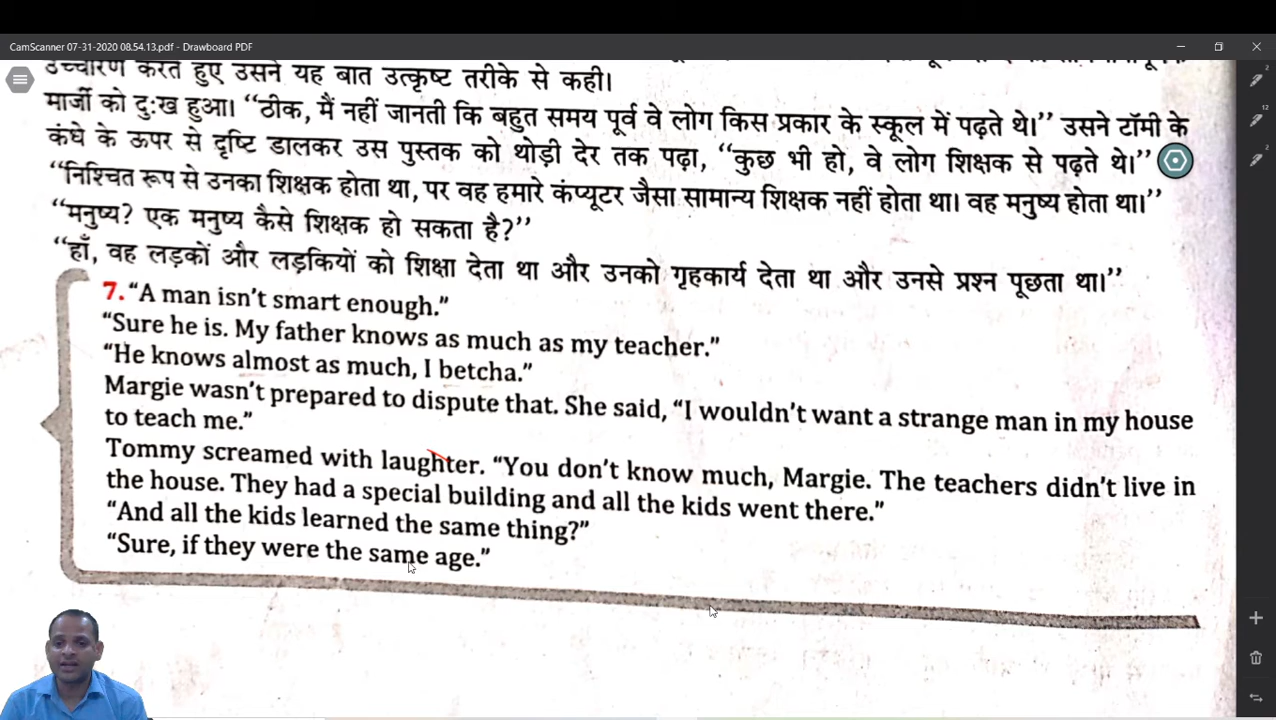 CamScanner 07-31-2020 08.54.13.pdf - Drawboard PDF
उच्चारण करते हुए उसने यह बात उत्कृष्ट तरीके से कही।
मार्जी को दुःख हुआ। “ठीक, मैं नहीं जानती कि बहुत समय पूर्व वे लोग किस प्रकार के स्कूल में पढ़ते थे।” उसने टॉमी के
कंधे के ऊपर से दृष्टि डालकर उस पुस्तक को थोड़ी देर तक पढ़ा, “कुछ भी हो, वे लोग शिक्षक से पढ़ते थे।”
“निश्चित रूप से उनका शिक्षक होता था, पर वह हमारे कंप्यूटर जैसा सामान्य शिक्षक नहीं होता था। वह मनुष्य होता था।”
“मनुष्य? एक मनुष्य कैसे शिक्षक हो सकता है?”
“हाँ, वह लड़कों और लड़कियों को शिक्षा देता था और उनको गृहकार्य देता था और उनसे प्रश्न पूछता था।”
7. “A man isn't smart enough.”
“Sure he is. My father knows as much as my teacher.”
“He knows almost as much, I betcha.”
Margie wasn't prepared to dispute that. She said, “I wouldn't want a strange man in my house
to teach me.”
Tommy screamed with laughter. “You don't know much, Margie. The teachers didn't live in
the house. They had a special building and all the kids went there.”
“And all the kids learned the same thing?”
“Sure, if they were the same age.”
2
12
2